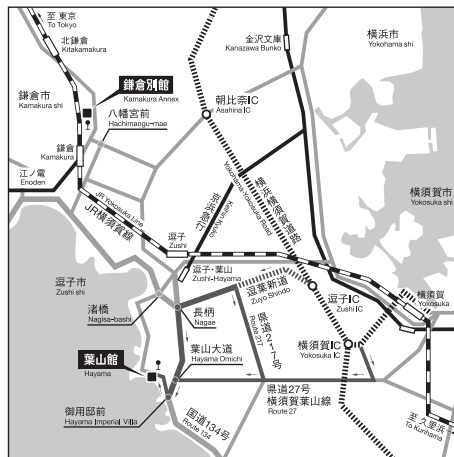 至 東京
To Tokyo
北鎌倉
Kitakamakura
鎌倉市
Kamakura shi
鎌倉別館
Kamakura Annex
八幡宮前
Hachimangu-mae
鎌倉
Kamakura
江ノ電
Enoden
JR Yokosuka Line
JR横須賀線
金沢文庫
Kanazawa Bunko
横浜市
Yokohama shi
朝比奈IC
Asahina IC
横浜横須賀道路
Yokohama-Yokosuka Road
京浜急行
Keihin Kyuko
横須賀市
Yokosuka shi
逗子
Zushi
逗子・葉山
Zushi-Hayama
逗子市
Zushi shi
渚橋
Nagisa-bashi
長柄
Nagae
逗葉新道
Zuyo Shindo
逗子IC
Zushi IC
横須賀
Yokosuka
県道217号
Route 217
横須賀IC
Yokosuka IC
葉山館
Hayama
葉山大道
Hayama Omichi
御用邸前
Hayama Imperial Villa
国道134号
Route 134
県道27号
横須賀葉山線
Route 27
至 久里浜
To Kurihama